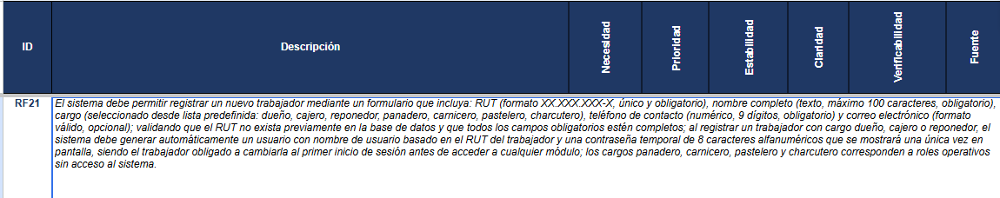 ID
Descripción
Necesidad
Prioridad
Estabilidad
Claridad
Verificabilidad
Fuente
RF21
El sistema debe permitir registrar un nuevo trabajador mediante un formulario que incluya: RUT (formato XX.XXX.XXX-X, único y obligatorio), nombre completo (texto, máximo 100 caracteres, obligatorio),
cargo (seleccionado desde lista predefinida: dueño, cajero, reponedor, panadero, carnicero, pastelero, charcutero), teléfono de contacto (numérico, 9 dígitos, obligatorio) y correo electrónico (formato
válido, opcional); validando que el RUT no exista previamente en la base de datos y que todos los campos obligatorios estén completos; al registrar un trabajador con cargo dueño, cajero o reponedor, el
sistema debe generar automáticamente un usuario con nombre de usuario basado en el RUT del trabajador y una contraseña temporal de 8 caracteres alfanuméricos que se mostrará una única vez en
pantalla, siendo el trabajador obligado a cambiarla al primer inicio de sesión antes de acceder a cualquier módulo; los cargos panadero, carnicero, pastelero y charcutero corresponden a roles operativos
sin acceso al sistema.